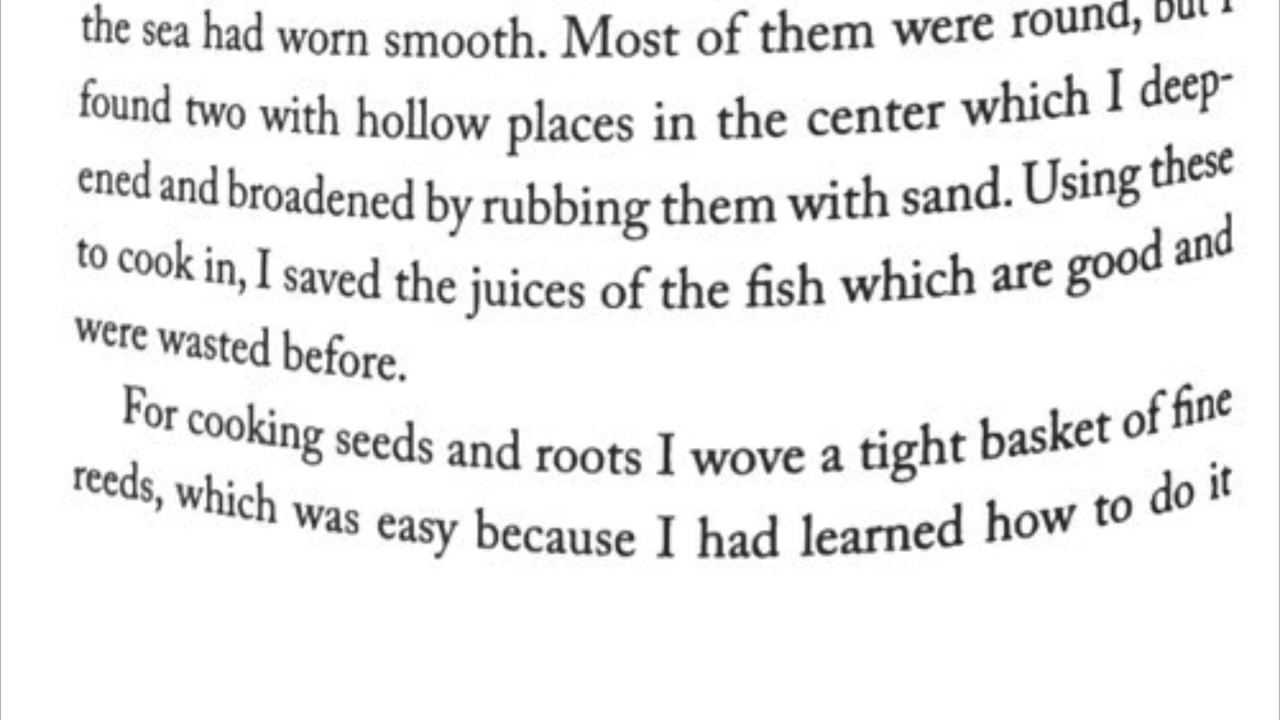 the sea had worn smooth. Most of them were round, but I
found two with hollow places in the center which I deep-
ened and broadened by rubbing them with sand. Using these
to cook in, I saved the juices of the fish which are good and
were wasted before.
For cooking seeds and roots I wove a tight basket of fine
reeds, which was easy because I had learned how to do it